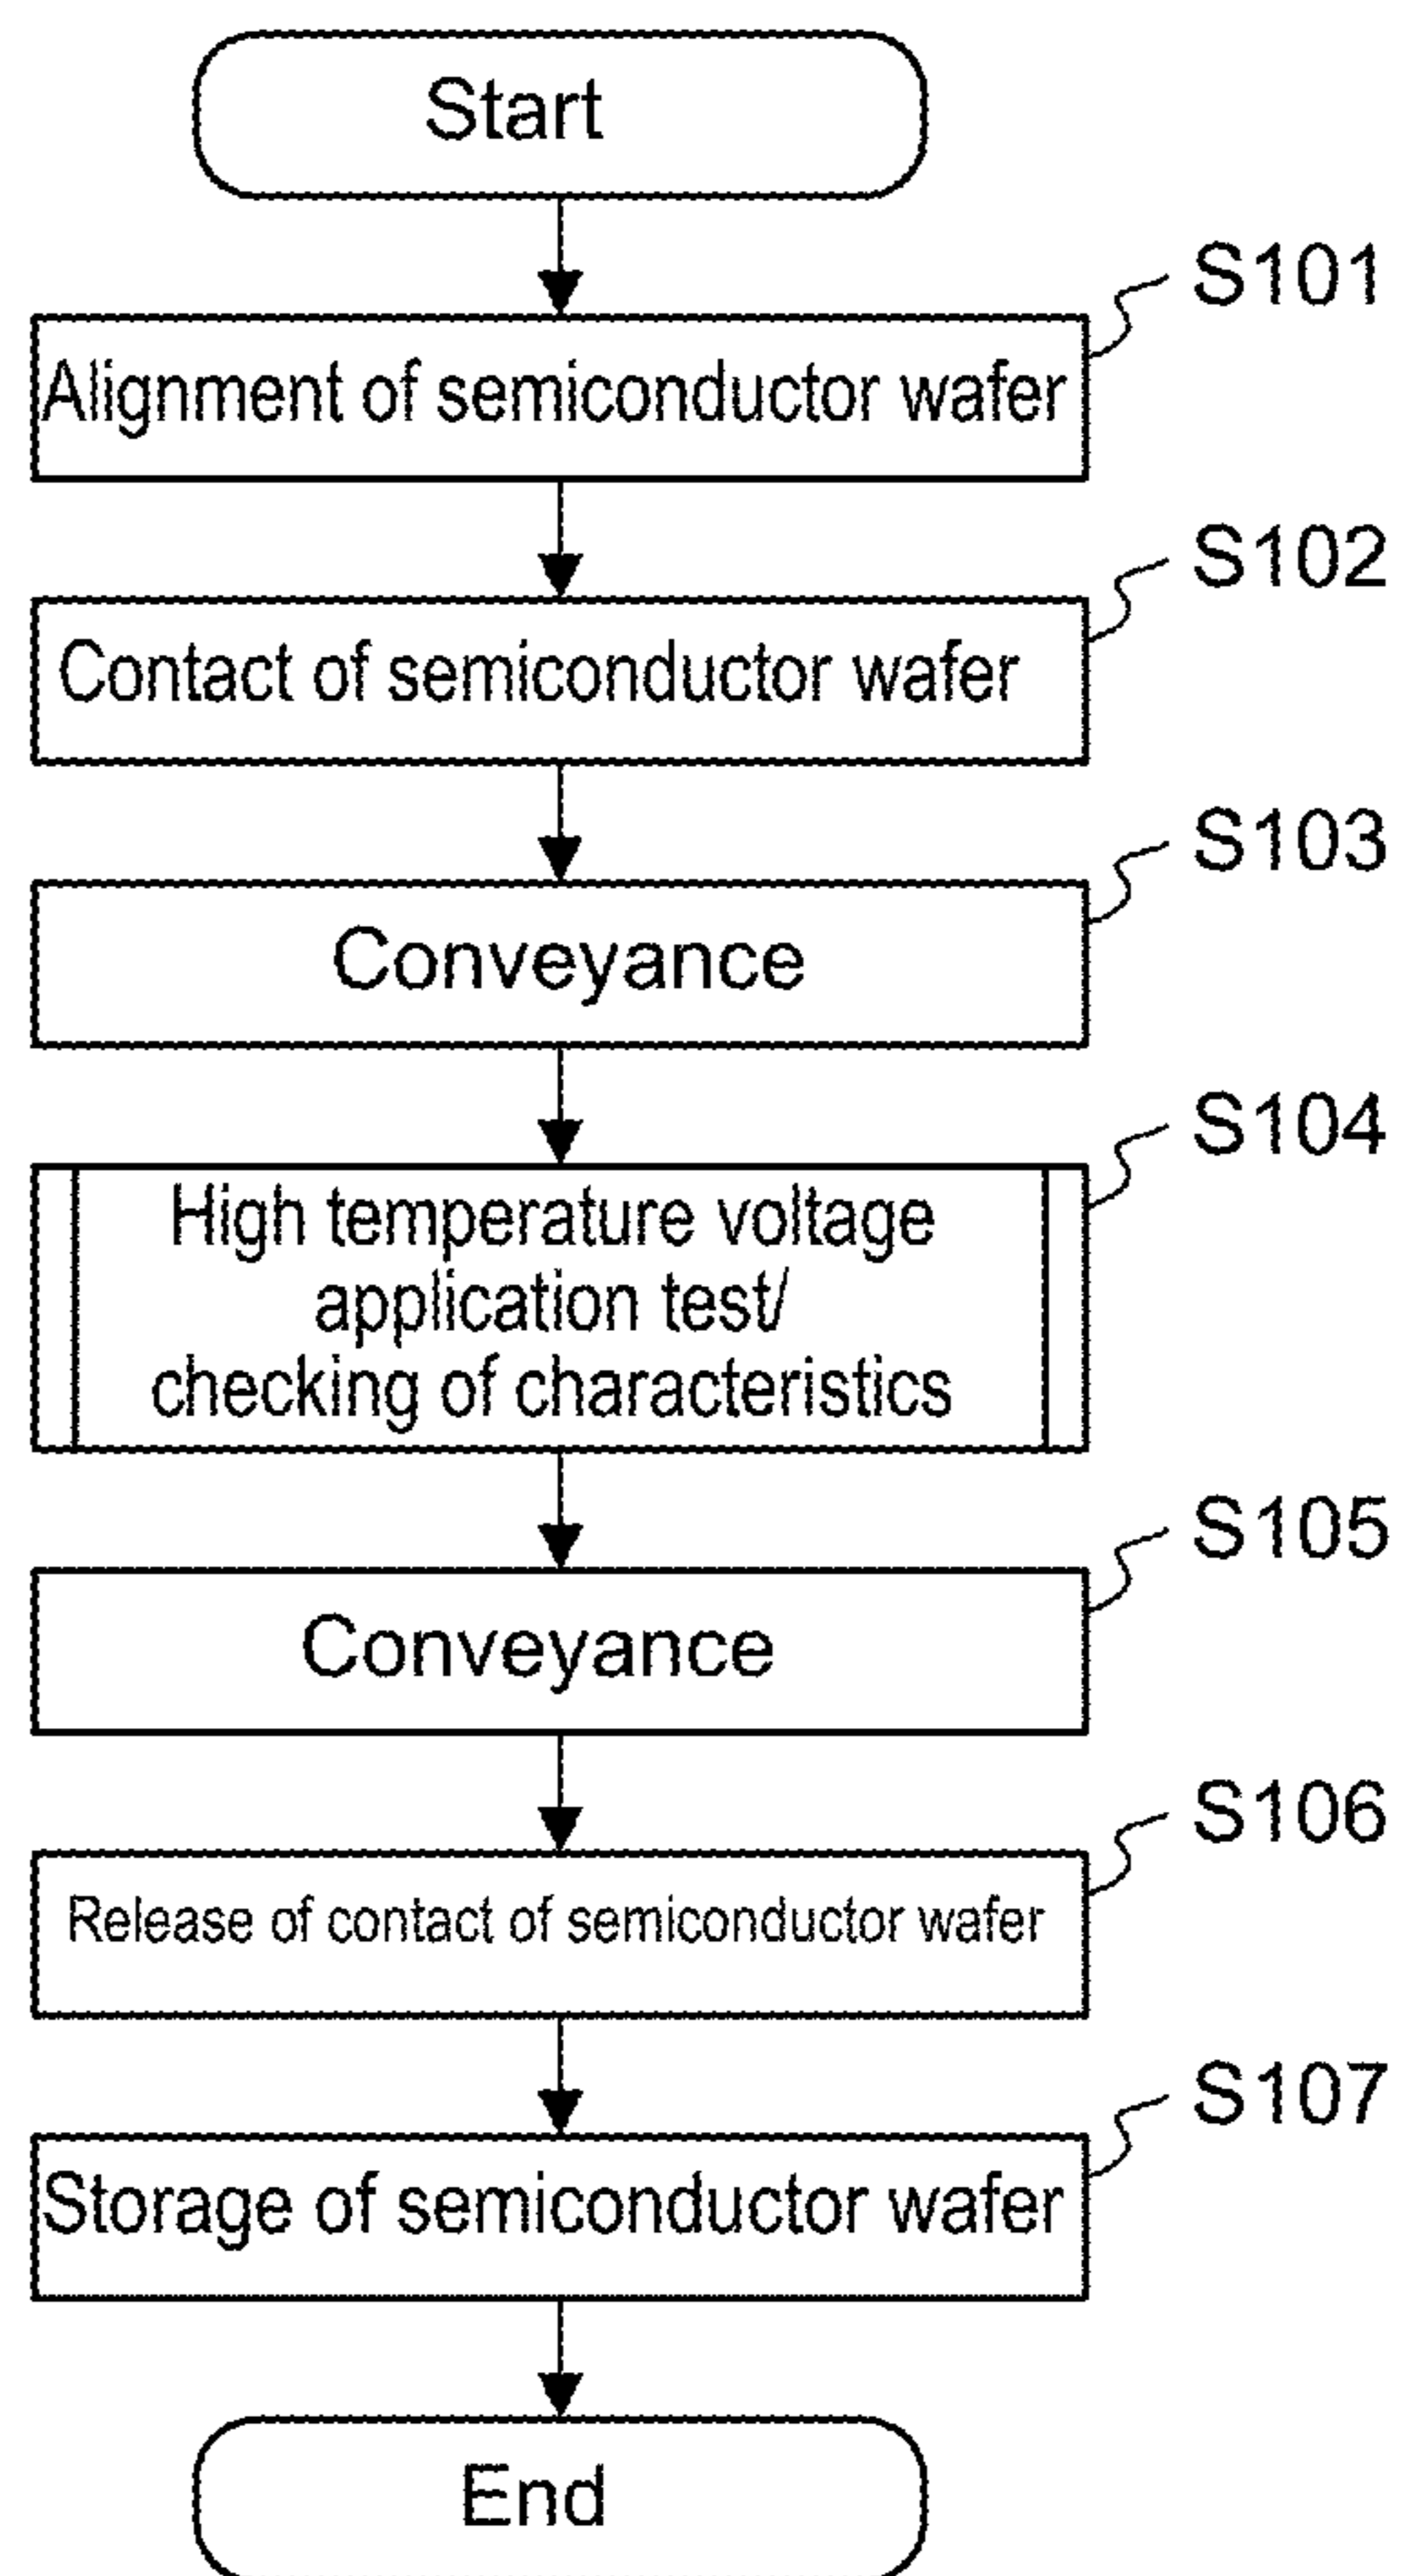 Start
S101
Alignment of semiconductor wafer
S102
Contact of semiconductor wafer
S103
Conveyance
S104
High temperature voltage
application test/
checking of characteristics
S105
Conveyance
S106
Release of contact of semiconductor wafer
S107
Storage of semiconductor wafer
End